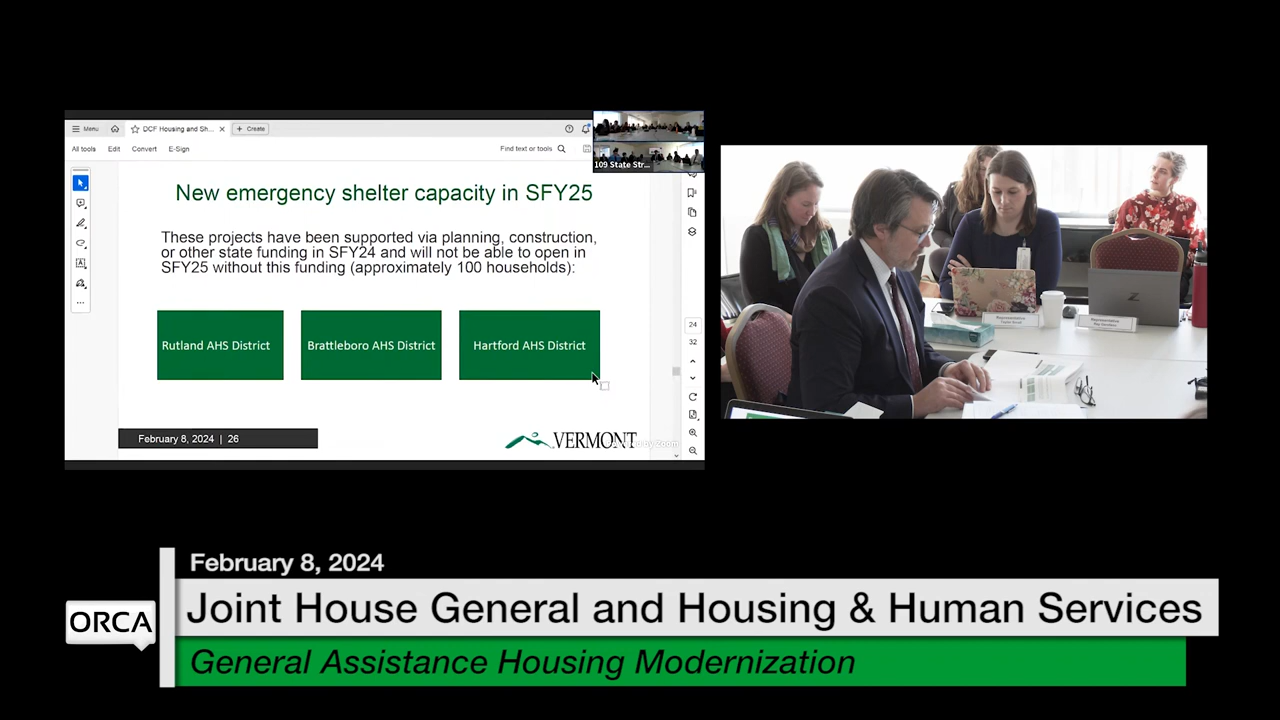 Menu
DCF Housing and Sh...
Create
All tools
Edit
Convert
E-Sign
Find text or tools
109 State Str...
New emergency shelter capacity in SFY25
These projects have been supported via planning, construction,
or other state funding in SFY24 and will not be able to open in
SFY25 without this funding (approximately 100 households):
Rutland AHS District
Brattleboro AHS District
Hartford AHS District
24
32
February 8, 2024 | 26
VERMONT
by Zoom
Representative
Representative
February 8, 2024
ORCA
Joint House General and Housing & Human Services
General Assistance Housing Modernization